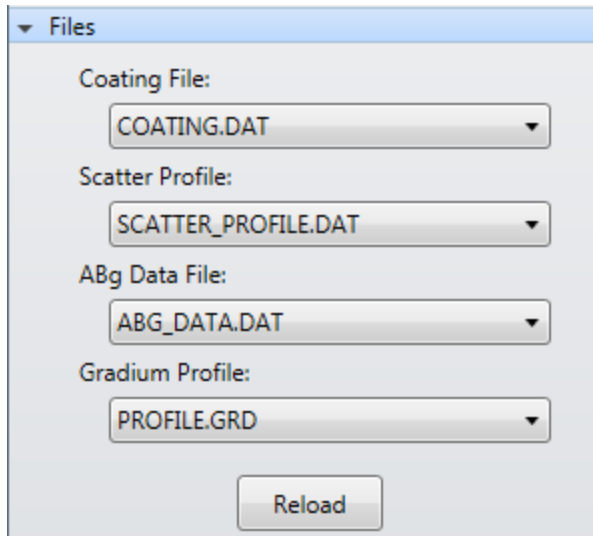 Files
Coating File:
COATING.DAT
Scatter Profile:
SCATTER_PROFILE.DAT
ABg Data File:
ABG_DATA.DAT
Gradium Profile:
PROFILE.GRD
Reload